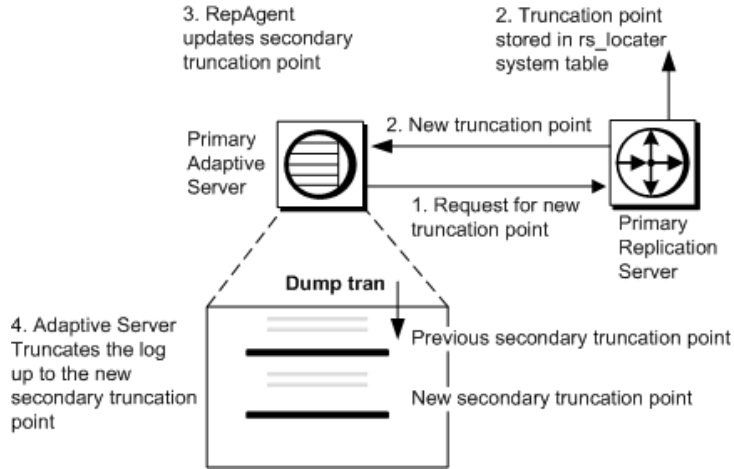 3. RepAgent
updates secondary
truncation point
2. Truncation point
stored in rs_locater
system table
Primary
Adaptive
Server
2. New truncation point
1. Request for new
truncation point
Primary
Replication
Server
Dump tran
4. Adaptive Server
Truncates the log
up to the new
secondary truncation
point
Previous secondary truncation point
New secondary truncation point